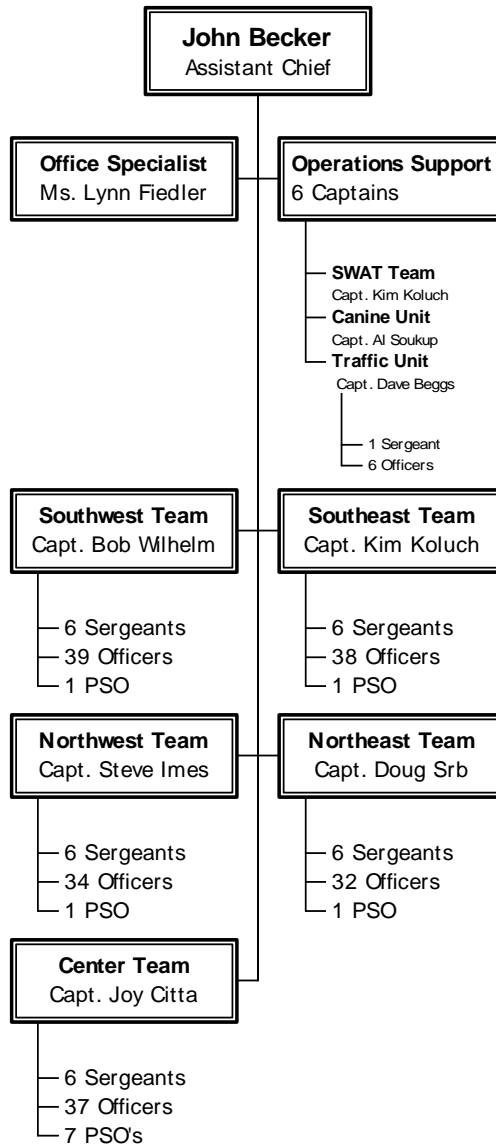 John Becker
Assistant Chief
Office Specialist
Ms. Lynn Fiedler
Operations Support
6 Captains
SWAT Team
Capt. Kim Koluch
Canine Unit
Capt. Al Soukup
Traffic Unit
Capt. Dave Beggs
1 Sergeant
6 Officers
Southwest Team
Capt. Bob Wilhelm
6 Sergeants
39 Officers
1 PSO
Southeast Team
Capt. Kim Koluch
6 Sergeants
38 Officers
1 PSO
Northwest Team
Capt. Steve Imes
6 Sergeants
34 Officers
1 PSO
Northeast Team
Capt. Doug Srb
6 Sergeants
32 Officers
1 PSO
Center Team
Capt. Joy Citta
6 Sergeants
37 Officers
7 PSO's